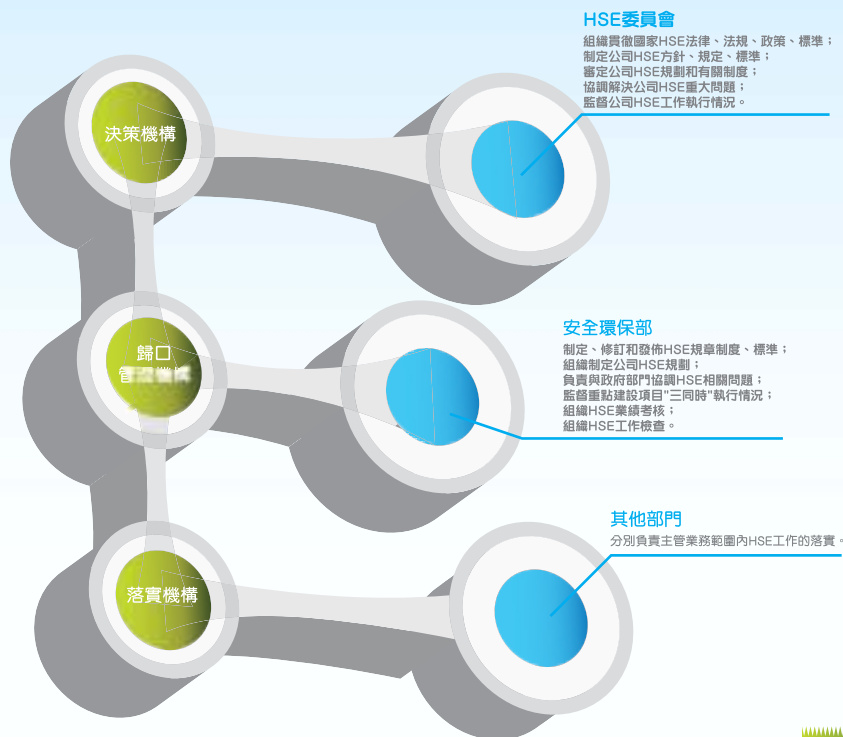 HSE委員會
組織貫徹國家HSE法律、法規、政策、標準；
制定公司HSE方針、規定、標準；
審定公司HSE規劃和有關制度；
協調解決公司HSE重大問題；
監督公司HSE工作執行情況。
決策機構
安全環保部
制定、修訂和發佈HSE規章制度、標準；
組織制定公司HSE規劃；
負責與政府部門協調HSE相關問題；
監督重點建設項目"三同時"執行情況；
組織HSE業績考核；
組織HSE工作檢查。
歸口
其他部門
分別負責主管業務範圍內HSE工作的落實。
落實機構